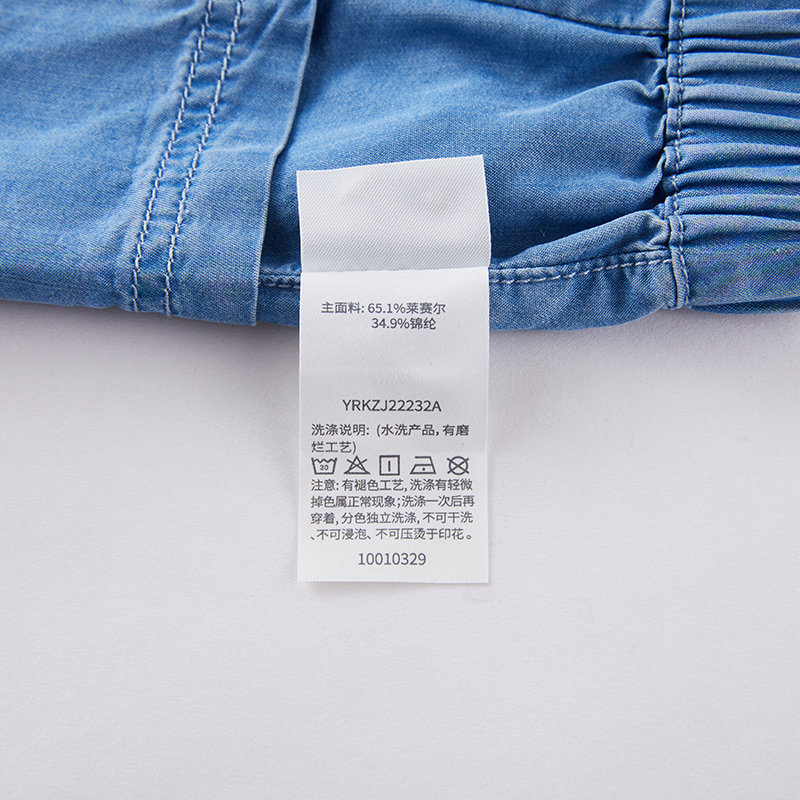 主面料: 65.1%莱赛尔
34.9%锦纶
YRKZJ22232A
洗涤说明: (水洗产品,有磨
烂工艺)
30
注意: 有褪色工艺, 洗涤有轻微
掉色属正常现象;洗涤一次后再
穿着, 分色独立洗涤, 不可干洗
、不可浸泡、不可压烫于印花。
10010329